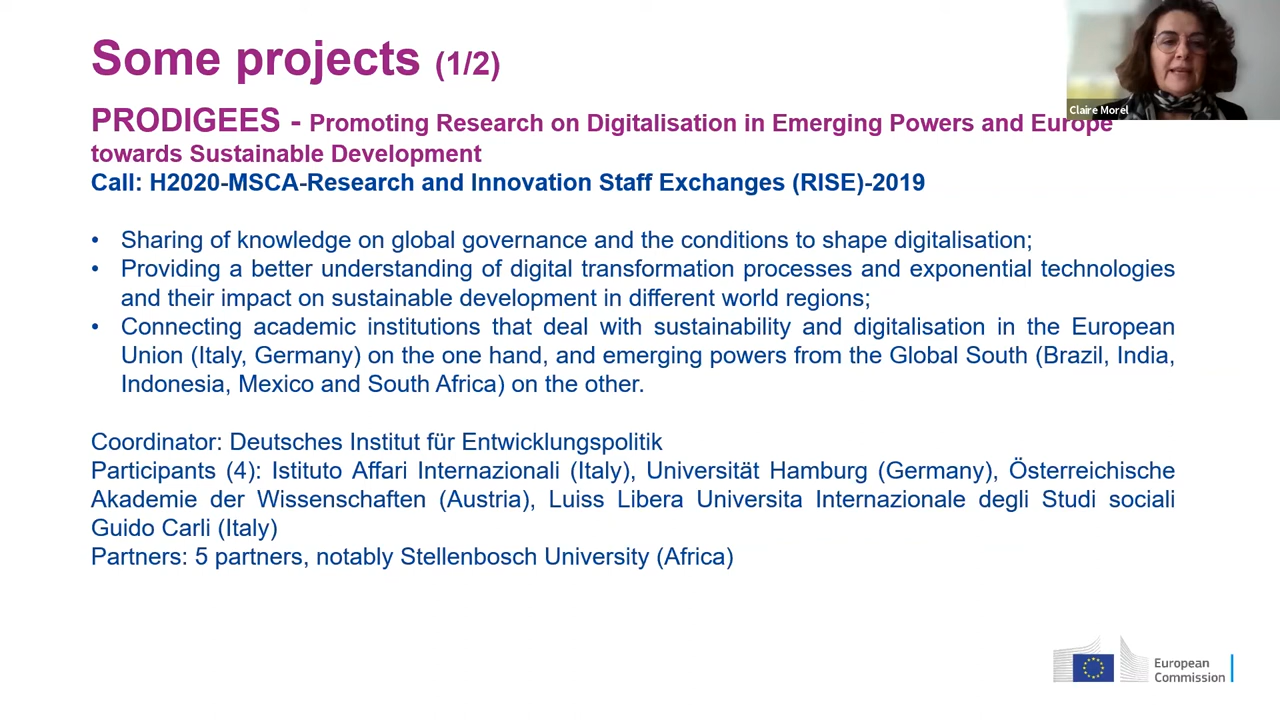 Some projects (1/2)
Claire Morel
PRODIGEES - Promoting Research on Digitalisation in Emerging Powers and Europe
towards Sustainable Development
Call: H2020-MSCA-Research and Innovation Staff Exchanges (RISE)-2019
• Sharing of knowledge on global governance and the conditions to shape digitalisation;
• Providing a better understanding of digital transformation processes and exponential technologies
and their impact on sustainable development in different world regions;
• Connecting academic institutions that deal with sustainability and digitalisation in the European
Union (Italy, Germany) on the one hand, and emerging powers from the Global South (Brazil, India,
Indonesia, Mexico and South Africa) on the other.
Coordinator: Deutsches Institut für Entwicklungspolitik
Participants (4): Istituto Affari Internazionali (Italy), Universität Hamburg (Germany), Österreichische
Akademie der Wissenschaften (Austria), Luiss Libera Universita Internazionale degli Studi sociali
Guido Carli (Italy)
Partners: 5 partners, notably Stellenbosch University (Africa)
European
Commission